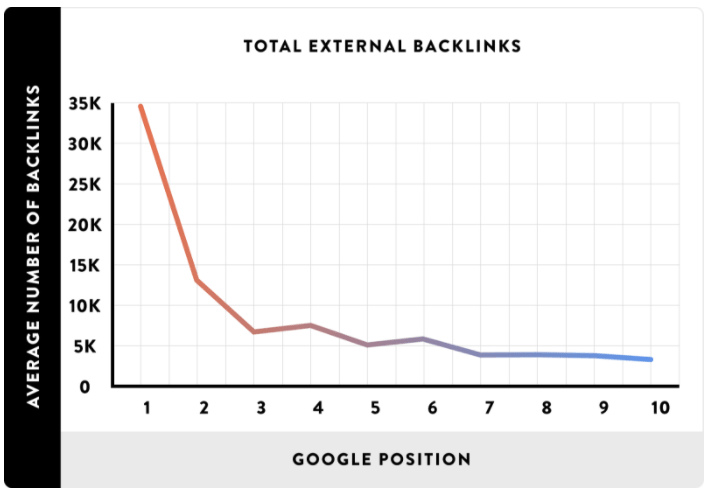 TOTAL EXTERNAL BACKLINKS
AVERAGE NUMBER OF BACKLINKS
35K
30K
25K
20K
15K
10K
5K
0
1 2 3 4 5 6 7 8 9 10
GOOGLE POSITION